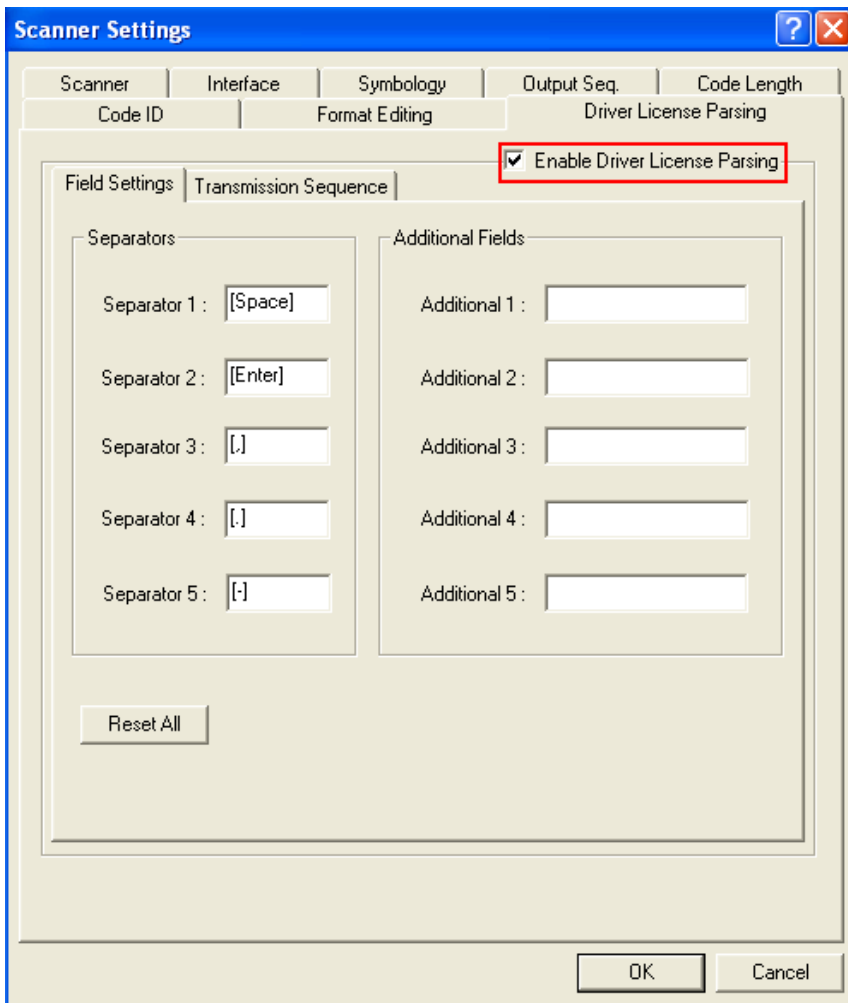 Scanner Settings
Scanner Interface Symbology Output Seq. Code Length
Code ID Format Editing Driver License Parsing
Enable Driver License Parsing
Field Settings Transmission Sequence
Separators Additional Fields
Separator 1 : [Space] Additional 1 :
Separator 2 : [Enter] Additional 2 :
Separator 3 : [,] Additional 3 :
Separator 4 : [.] Additional 4 :
Separator 5 : [-] Additional 5 :
Reset All
OK Cancel